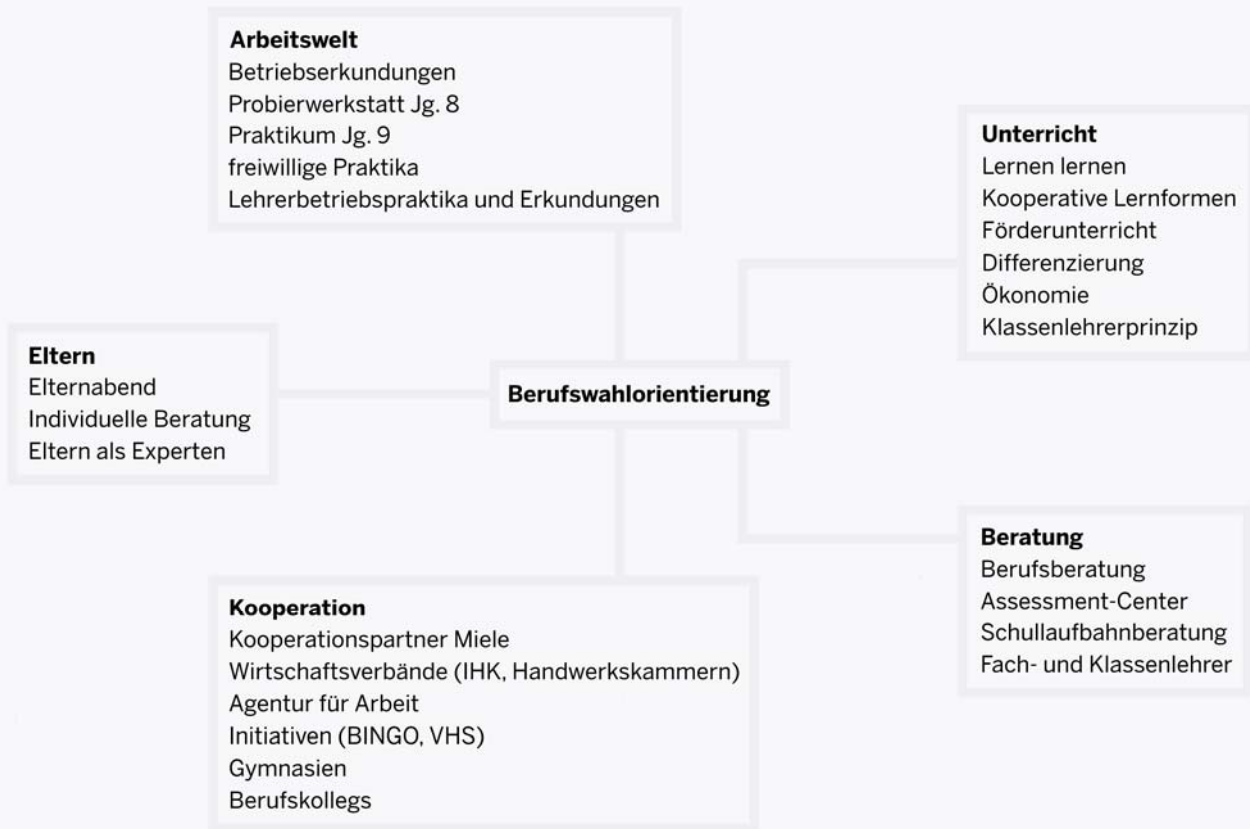 Arbeitswelt
Betriebserkundungen
Probierwerkstatt Jg. 8
Praktikum Jg. 9
freiwillige Praktika
Lehrerbetriebspraktika und Erkundungen
Unterricht
Lernen lernen
Kooperative Lernformen
Förderunterricht
Differenzierung
Ökonomie
Klassenlehrerprinzip
Eltern
Elternabend
Individuelle Beratung
Eltern als Experten
Berufswahlorientierung
Beratung
Berufsberatung
Assessment-Center
Schullaufbahnberatung
Fach- und Klassenlehrer
Kooperation
Kooperationspartner Miele
Wirtschaftsverbände (IHK, Handwerkskammern)
Agentur für Arbeit
Initiativen (BINGO, VHS)
Gymnasien
Berufskollegs